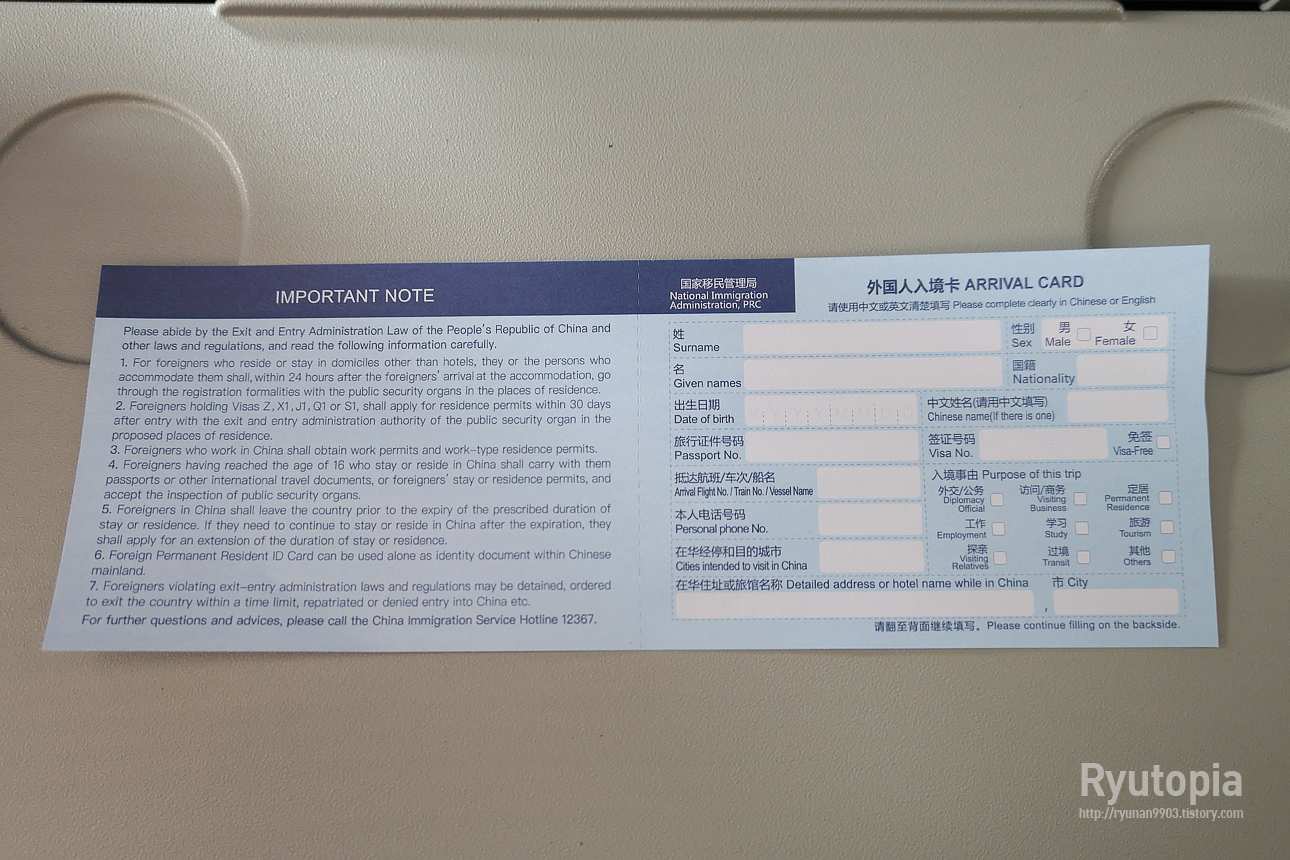 IMPORTANT NOTE
Please abide by the Exit and Entry Administration Law of the People's Republic of China and
other laws and regulations, and read the following information carefully.
1. For foreigners who reside or stay in domiciles other than hotels, they or the persons who
accommodate them shall, within 24 hours after the foreigners' arrival at the accommodation, go
through the registration formalities with the public security organs in the places of residence.
2. Foreigners holding Visas Z, X1, J1, Q1 or S1, shall apply for residence permits within 30 days
after entry with the exit and entry administration authority of the public security organ in the
proposed places of residence.
3. Foreigners who work in China shall obtain work permits and work-type residence permits.
4. Foreigners having reached the age of 16 who stay or reside in China shall carry with them
passports or other international travel documents, or foreigners' stay or residence permits, and
accept the inspection of public security organs.
5. Foreigners in China shall leave the country prior to the expiry of the prescribed duration of
stay or residence. If they need to continue to stay or reside in China after the expiration, they
shall apply for an extension of the duration of stay or residence.
6. Foreign Permanent Resident ID Card can be used alone as identity document within Chinese
mainland.
7. Foreigners violating exit-entry administration laws and regulations may be detained, ordered
to exit the country within a time limit, repatriated or denied entry into China etc.
For further questions and advices, please call the China Immigration Service Hotline 12367.
国家移民管理局
National Immigration
Administration, PRC
外国人入境卡 ARRIVAL CARD
请使用中文或英文清楚填写 Please complete clearly in Chinese or English
姓
Surname
性别
Sex
男
Male
女
Female
名
Given names
国籍
Nationality
出生日期
Date of birth
Y Y Y Y M M D D
中文姓名(请用中文填写)
Chinese name(if there is one)
旅行证件号码
Passport No.
签证号码
Visa No.
免签
Visa-Free
抵达航班/车次/船名
Arrival Flight No. / Train No. / Vessel Name
本人电话号码
Personal phone No.
在华经停和目的城市
Cities intended to visit in China
入境事由 Purpose of this trip
外交/公务
Diplomacy
Official
访问/商务
Visiting
Business
定居
Permanent
Residence
工作
Employment
学习
Study
旅游
Tourism
探亲
Visiting
Relatives
过境
Transit
其他
Others
在华住址或旅馆名称 Detailed address or hotel name while in China
市 City
,
请翻至背面继续填写。Please continue filling on the backside.
Ryutopia
http://ryunan9903.tistory.com